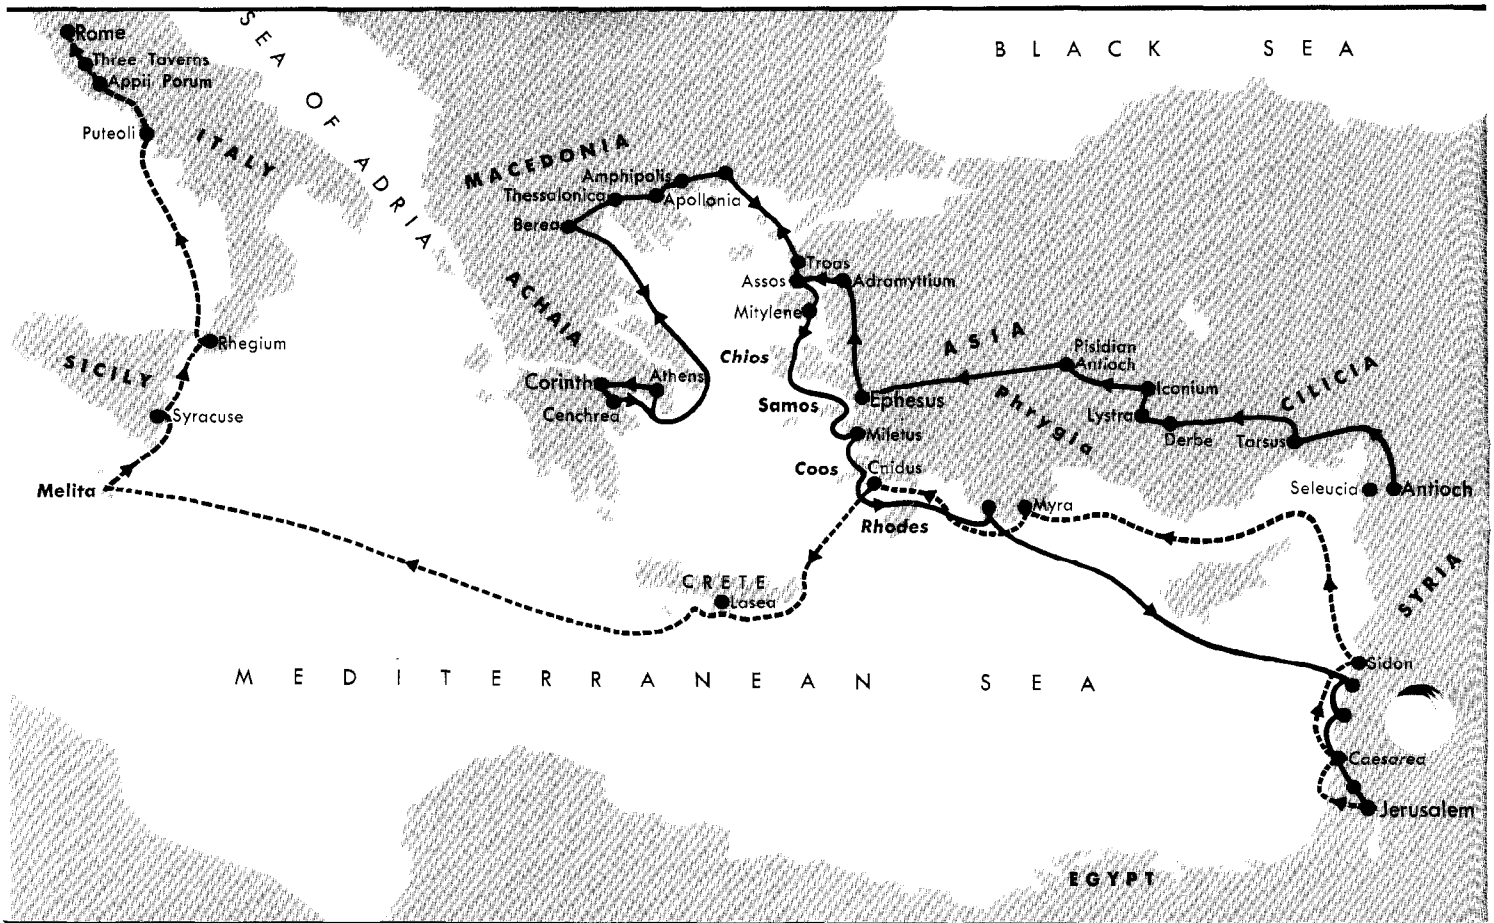 BLACK SEA
SEA OF ADRIA
Rome
Three Taverns
Appii Porum
Puteoli
ITALY
MACEDONIA
Amphipolis
Thessalonica
Apollonia
Berea
Troas
Assos
Adramyttium
Mitylene
ACHAIA
Chios
ASIA
Pisidian
Antioch
Rhegium
SICILY
Corinth
Athens
Cenchrea
Samos
Ephesus
Phrygia
Iconium
Lystra
Derbe
CILICIA
Tarsus
Syracuse
Miletus
Coos
Cnidus
Melita
Seleucia
Antioch
Rhodes
Myra
CRETE
Lasea
SYRIA
MEDITERRANEAN SEA
Sidon
Caesarea
Jerusalem
EGYPT